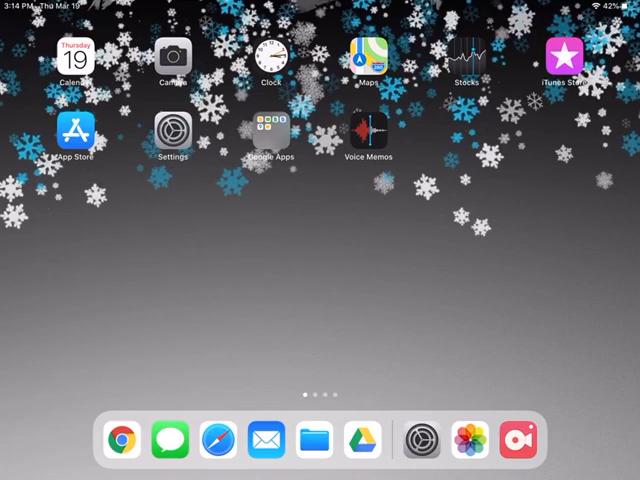 3:14 PM Thu Mar 19
42%
Thursday
19
Calendar
Camera
Clock
Maps
Stocks
iTunes Store
App Store
Settings
Google Apps
Voice Memos